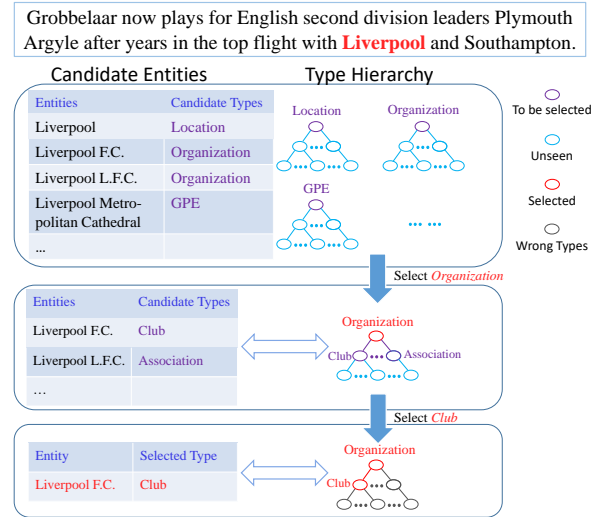 Grobbelaar now plays for English second division leaders Plymouth
Argyle after years in the top flight with Liverpool and Southampton.
Candidate Entities Type Hierarchy
Entities Candidate Types
Liverpool Location
Liverpool F.C. Organization
Liverpool L.F.C. Organization
Liverpool Metro-
politan Cathedral GPE
...
Location Organization
GPE
... ...
To be selected
Unseen
Selected
Wrong Types
Select Organization
Entities Candidate Types
Liverpool F.C. Club
Liverpool L.F.C. Association
...
Organization
Club ... Association
Select Club
Entity Selected Type
Liverpool F.C. Club
Organization
Club